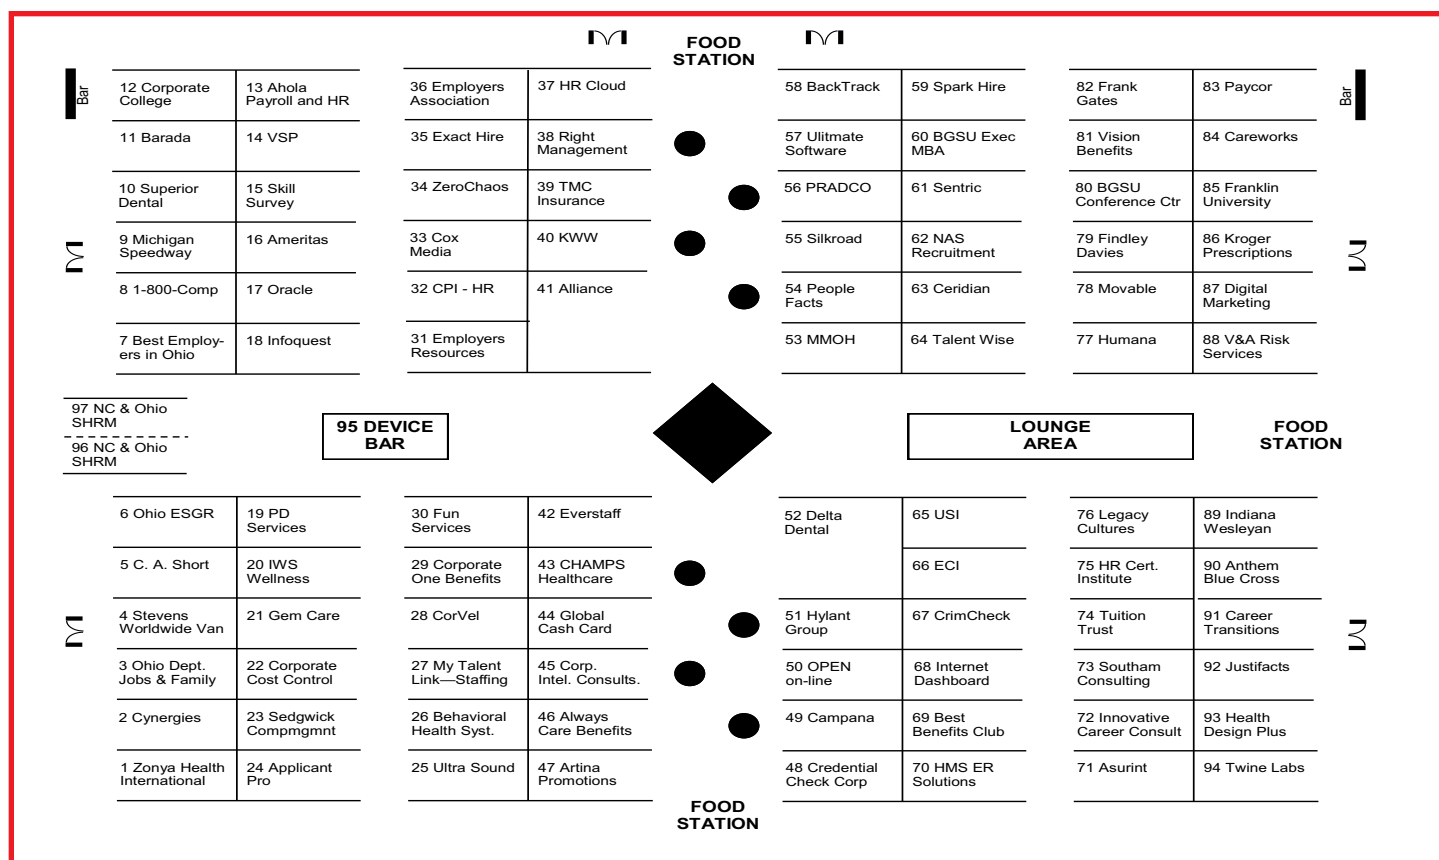 FOOD
STATION
Bar
12 Corporate
College
13 Ahola
Payroll and HR
11 Barada
14 VSP
10 Superior
Dental
15 Skill
Survey
9 Michigan
Speedway
16 Ameritas
8 1-800-Comp
17 Oracle
7 Best Employ-
ers in Ohio
18 Infoquest
36 Employers
Association
37 HR Cloud
35 Exact Hire
38 Right
Management
34 ZeroChaos
39 TMC
Insurance
33 Cox
Media
40 KWW
32 CPI - HR
41 Alliance
31 Employers
Resources
58 BackTrack
59 Spark Hire
57 Ulitmate
Software
60 BGSU Exec
MBA
56 PRADCO
61 Sentric
55 Silkroad
62 NAS
Recruitment
54 People
Facts
63 Ceridian
53 MMOH
64 Talent Wise
82 Frank
Gates
83 Paycor
81 Vision
Benefits
84 Careworks
80 BGSU
Conference Ctr
85 Franklin
University
79 Findley
Davies
86 Kroger
Prescriptions
78 Movable
87 Digital
Marketing
77 Humana
88 V&A Risk
Services
Bar
97 NC & Ohio
SHRM
96 NC & Ohio
SHRM
95 DEVICE
BAR
LOUNGE
AREA
FOOD
STATION
6 Ohio ESGR
19 PD
Services
5 C. A. Short
20 IWS
Wellness
4 Stevens
Worldwide Van
21 Gem Care
3 Ohio Dept.
Jobs & Family
22 Corporate
Cost Control
2 Cynergies
23 Sedgwick
Compmgmnt
1 Zonya Health
International
24 Applicant
Pro
30 Fun
Services
42 Everstaff
29 Corporate
One Benefits
43 CHAMPS
Healthcare
28 CorVel
44 Global
Cash Card
27 My Talent
Link—Staffing
45 Corp.
Intel. Consults.
26 Behavioral
Health Syst.
46 Always
Care Benefits
25 Ultra Sound
47 Artina
Promotions
52 Delta
Dental
65 USI
66 ECI
51 Hylant
Group
67 CrimCheck
50 OPEN
on-line
68 Internet
Dashboard
49 Campana
69 Best
Benefits Club
48 Credential
Check Corp
70 HMS ER
Solutions
76 Legacy
Cultures
89 Indiana
Wesleyan
75 HR Cert.
Institute
90 Anthem
Blue Cross
74 Tuition
Trust
91 Career
Transitions
73 Southam
Consulting
92 Justifacts
72 Innovative
Career Consult
93 Health
Design Plus
71 Asurint
94 Twine Labs
FOOD
STATION